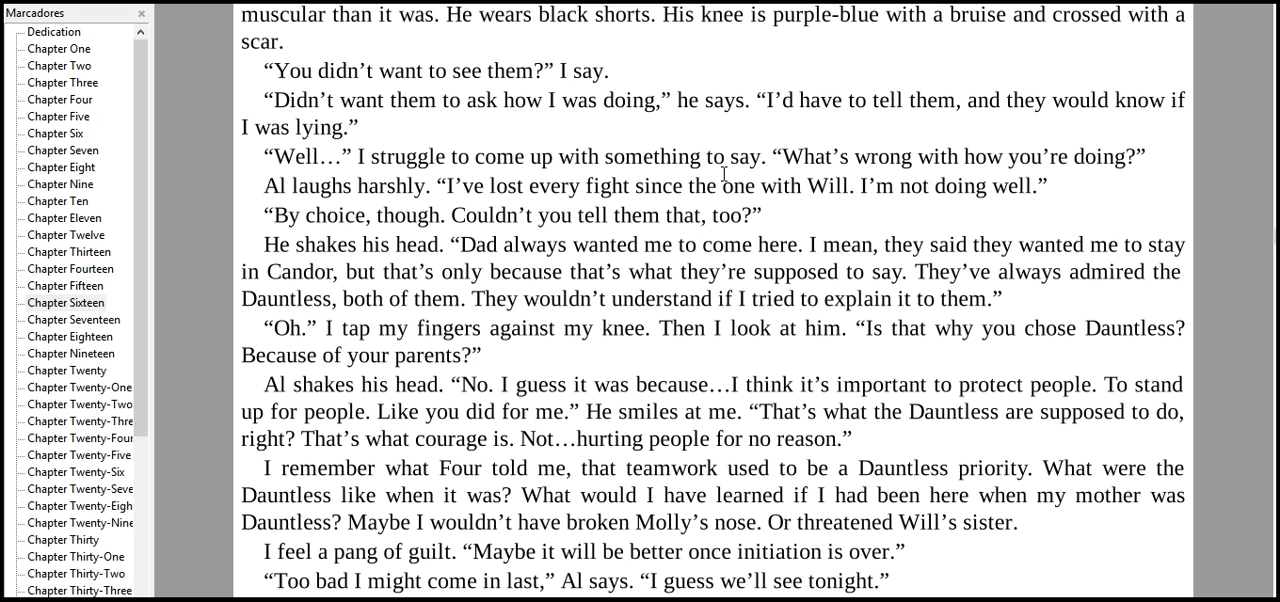 Marcadores
Dedication
Chapter One
Chapter Two
Chapter Three
Chapter Four
Chapter Five
Chapter Six
Chapter Seven
Chapter Eight
Chapter Nine
Chapter Ten
Chapter Eleven
Chapter Twelve
Chapter Thirteen
Chapter Fourteen
Chapter Fifteen
Chapter Sixteen
Chapter Seventeen
Chapter Eighteen
Chapter Nineteen
Chapter Twenty
Chapter Twenty-One
Chapter Twenty-Two
Chapter Twenty-Thre
Chapter Twenty-Four
Chapter Twenty-Five
Chapter Twenty-Six
Chapter Twenty-Seve
Chapter Twenty-Eigh
Chapter Twenty-Nine
Chapter Thirty
Chapter Thirty-One
Chapter Thirty-Two
Chapter Thirty-Three
muscular than it was. He wears black shorts. His knee is purple-blue with a bruise and crossed with a
scar.
“You didn’t want to see them?” I say.
“Didn’t want them to ask how I was doing,” he says. “I’d have to tell them, and they would know if
I was lying.”
“Well…” I struggle to come up with something to say. “What’s wrong with how you’re doing?”
Al laughs harshly. “I’ve lost every fight since the one with Will. I’m not doing well.”
“By choice, though. Couldn’t you tell them that, too?”
He shakes his head. “Dad always wanted me to come here. I mean, they said they wanted me to stay
in Candor, but that’s only because that’s what they’re supposed to say. They’ve always admired the
Dauntless, both of them. They wouldn’t understand if I tried to explain it to them.”
“Oh.” I tap my fingers against my knee. Then I look at him. “Is that why you chose Dauntless?
Because of your parents?”
Al shakes his head. “No. I guess it was because…I think it’s important to protect people. To stand
up for people. Like you did for me.” He smiles at me. “That’s what the Dauntless are supposed to do,
right? That’s what courage is. Not…hurting people for no reason.”
I remember what Four told me, that teamwork used to be a Dauntless priority. What were the
Dauntless like when it was? What would I have learned if I had been here when my mother was
Dauntless? Maybe I wouldn’t have broken Molly’s nose. Or threatened Will’s sister.
I feel a pang of guilt. “Maybe it will be better once initiation is over.”
“Too bad I might come in last,” Al says. “I guess we’ll see tonight.”